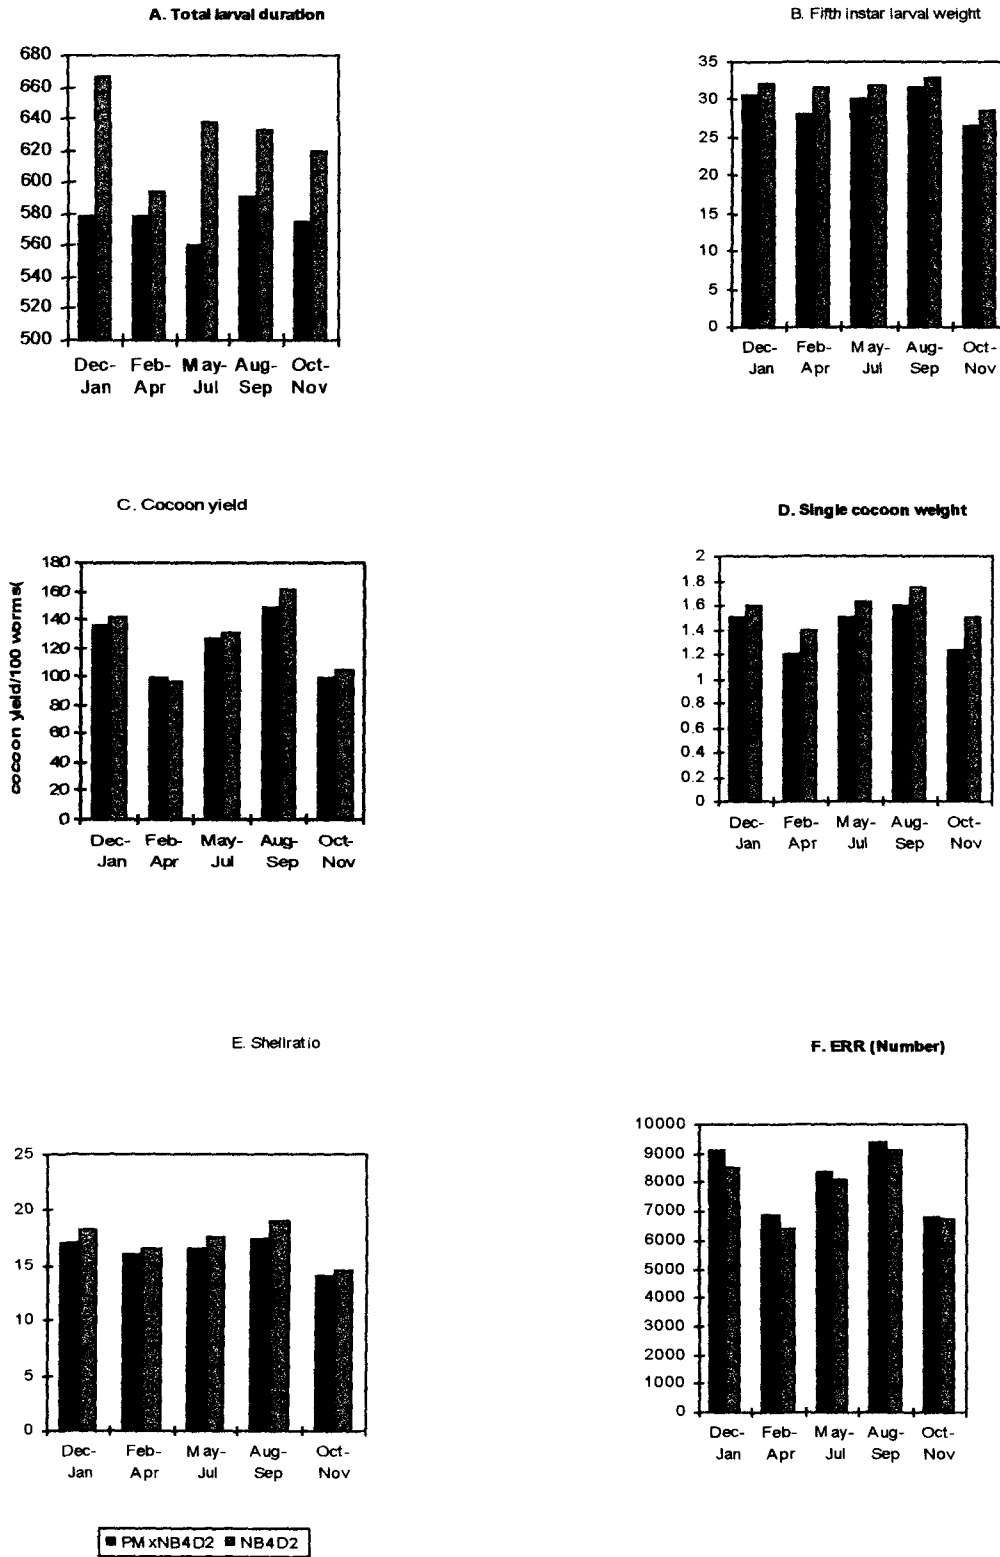 A. Total larval duration
680
660
640
620
600
580
560
540
520
500
Dec-
Jan
Feb-
Apr
May-
Jul
Aug-
Sep
Oct-
Nov
B. Fifth instar larval weight
35
30
25
20
15
10
5
0
Dec-
Jan
Feb-
Apr
May-
Jul
Aug-
Sep
Oct-
Nov
C. Cocoon yield
cocoon yield/100 worms(
180
160
140
120
100
80
60
40
20
0
Dec-
Jan
Feb-
Apr
May-
Jul
Aug-
Sep
Oct-
Nov
D. Single cocoon weight
2
1.8
1.6
1.4
1.2
1
0.8
0.6
0.4
0.2
0
Dec-
Jan
Feb-
Apr
May-
Jul
Aug-
Sep
Oct-
Nov
E. Shellratio
25
20
15
10
5
0
Dec-
Jan
Feb-
Apr
May-
Jul
Aug-
Sep
Oct-
Nov
F. ERR (Number)
10000
9000
8000
7000
6000
5000
4000
3000
2000
1000
0
Dec-
Jan
Feb-
Apr
May-
Jul
Aug-
Sep
Oct-
Nov
PM xNB4D2 NB4D2